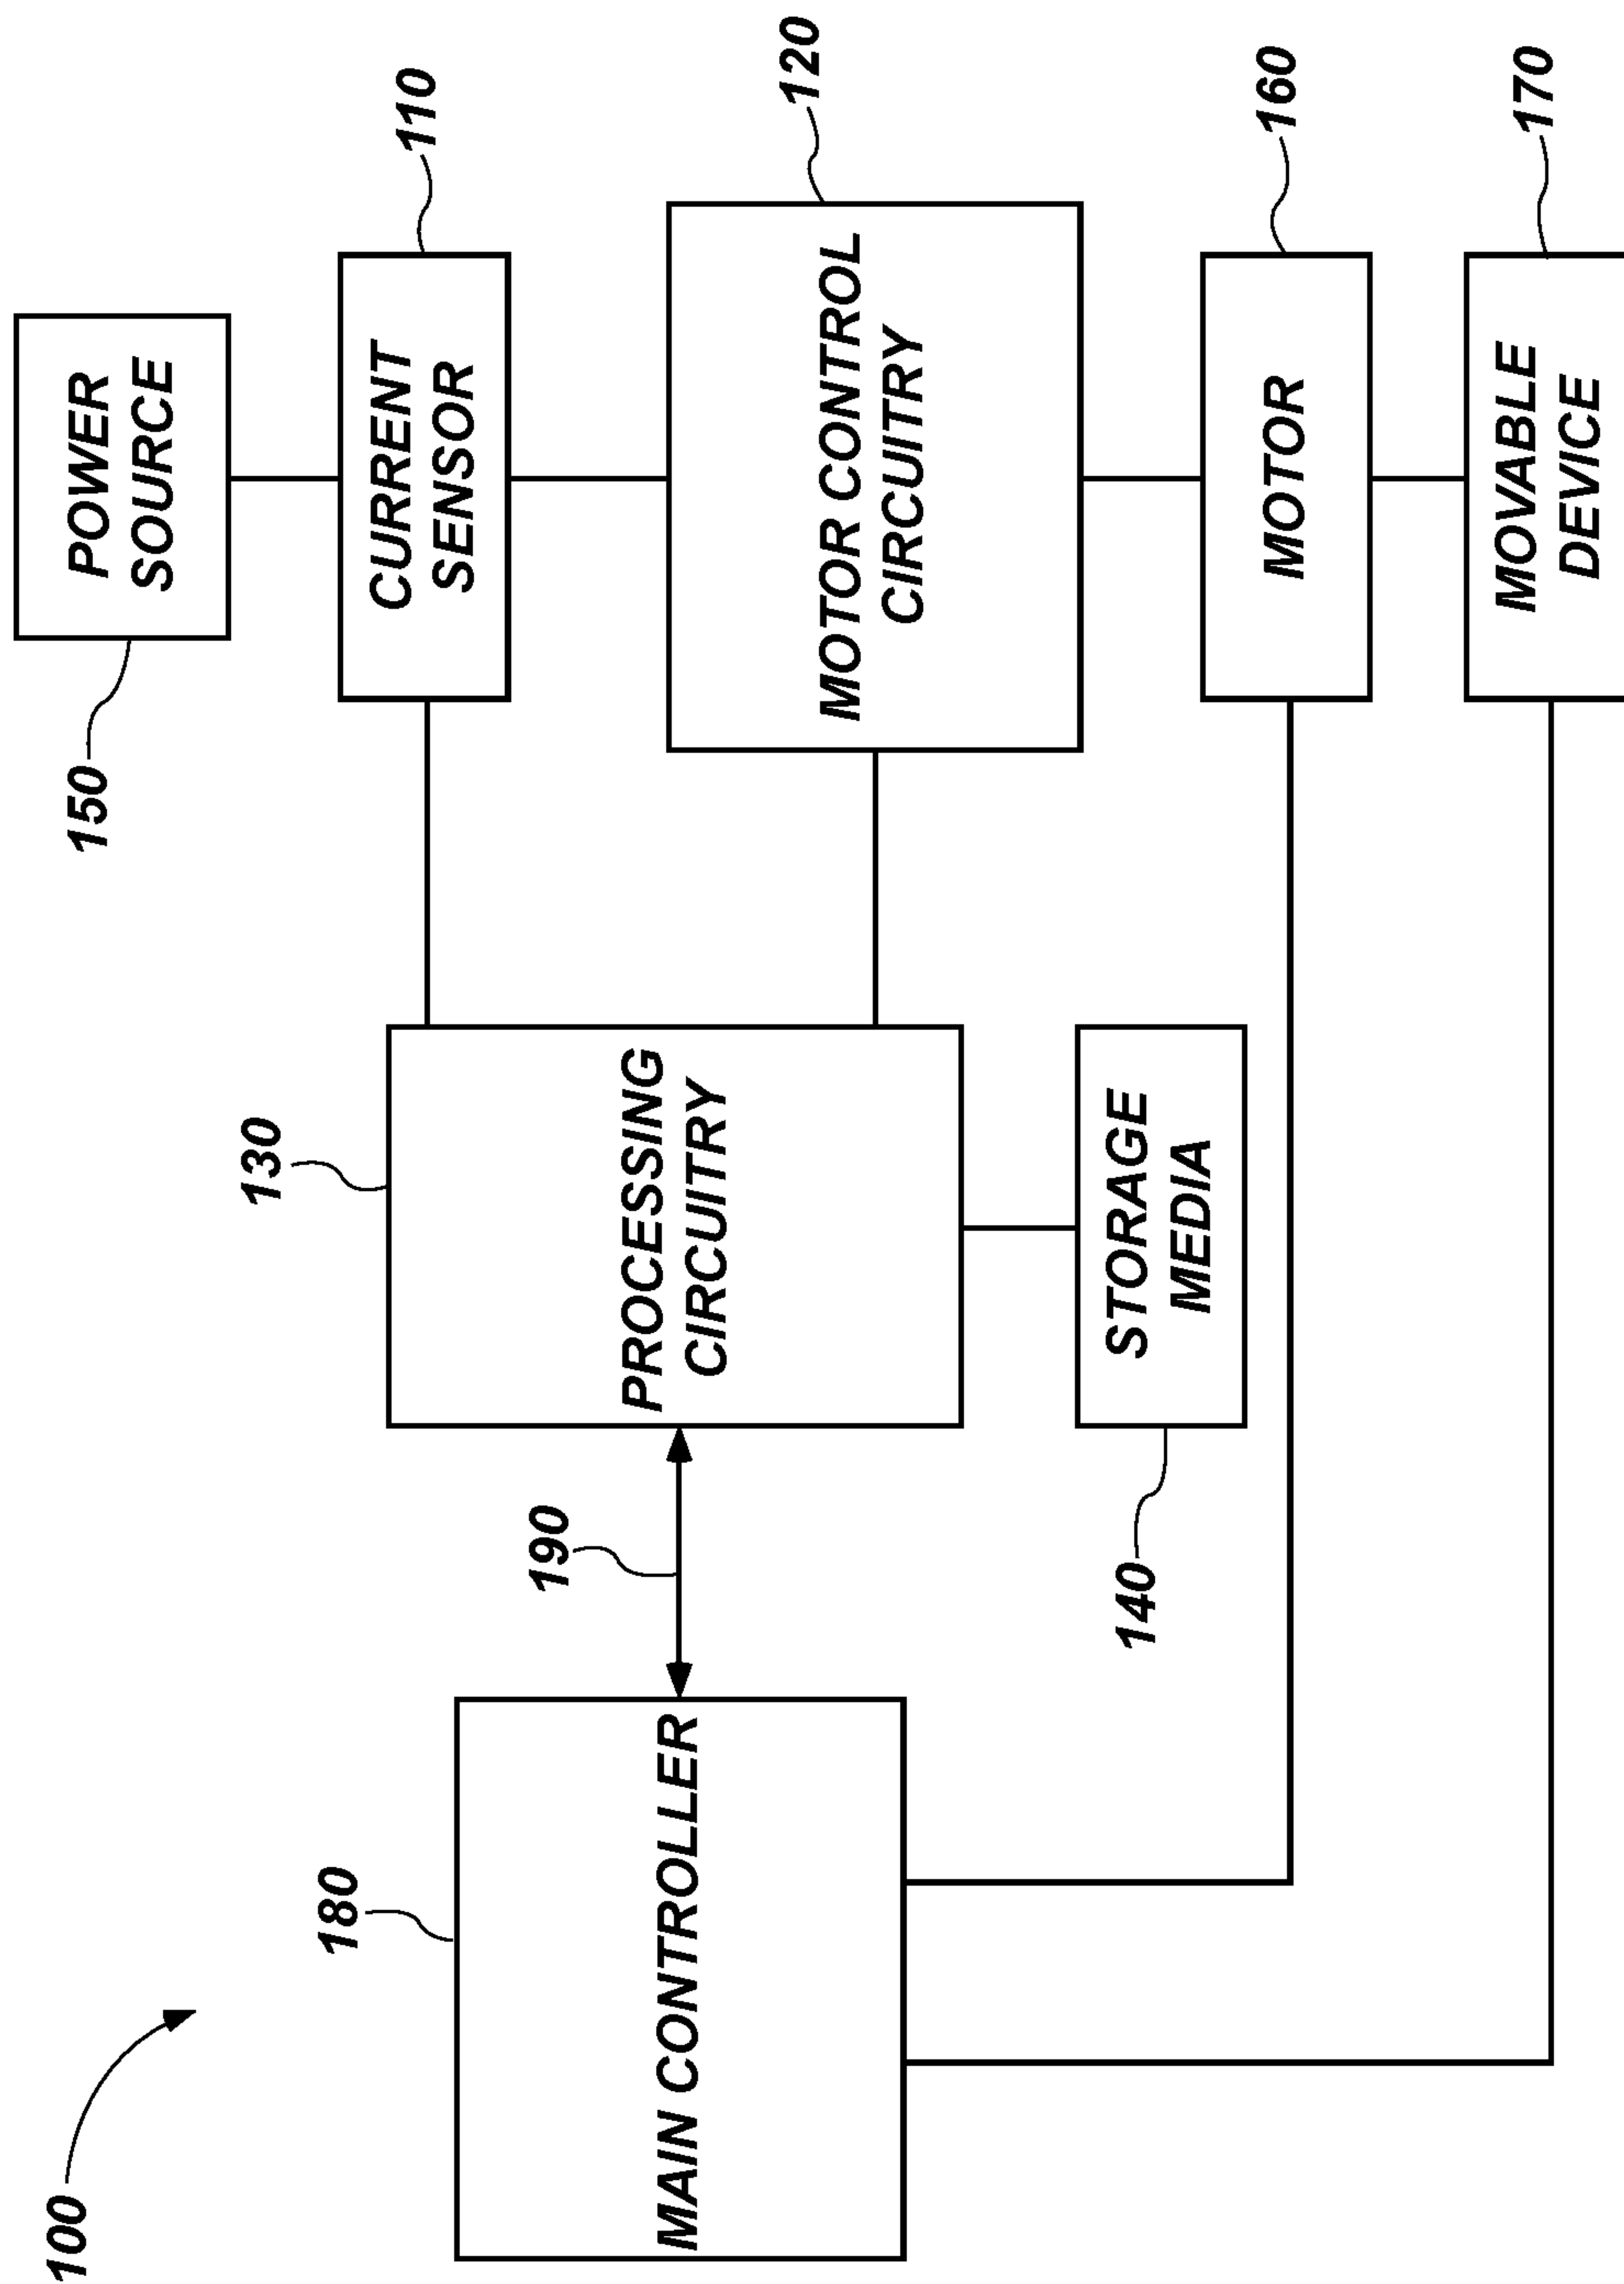 100
180
MAIN CONTROLLER
190
130
PROCESSING
CIRCUITRY
140
STORAGE
MEDIA
150
POWER
SOURCE
CURRENT
SENSOR
110
MOTOR CONTROL
CIRCUITRY
120
MOTOR
160
MOVABLE
DEVICE
170